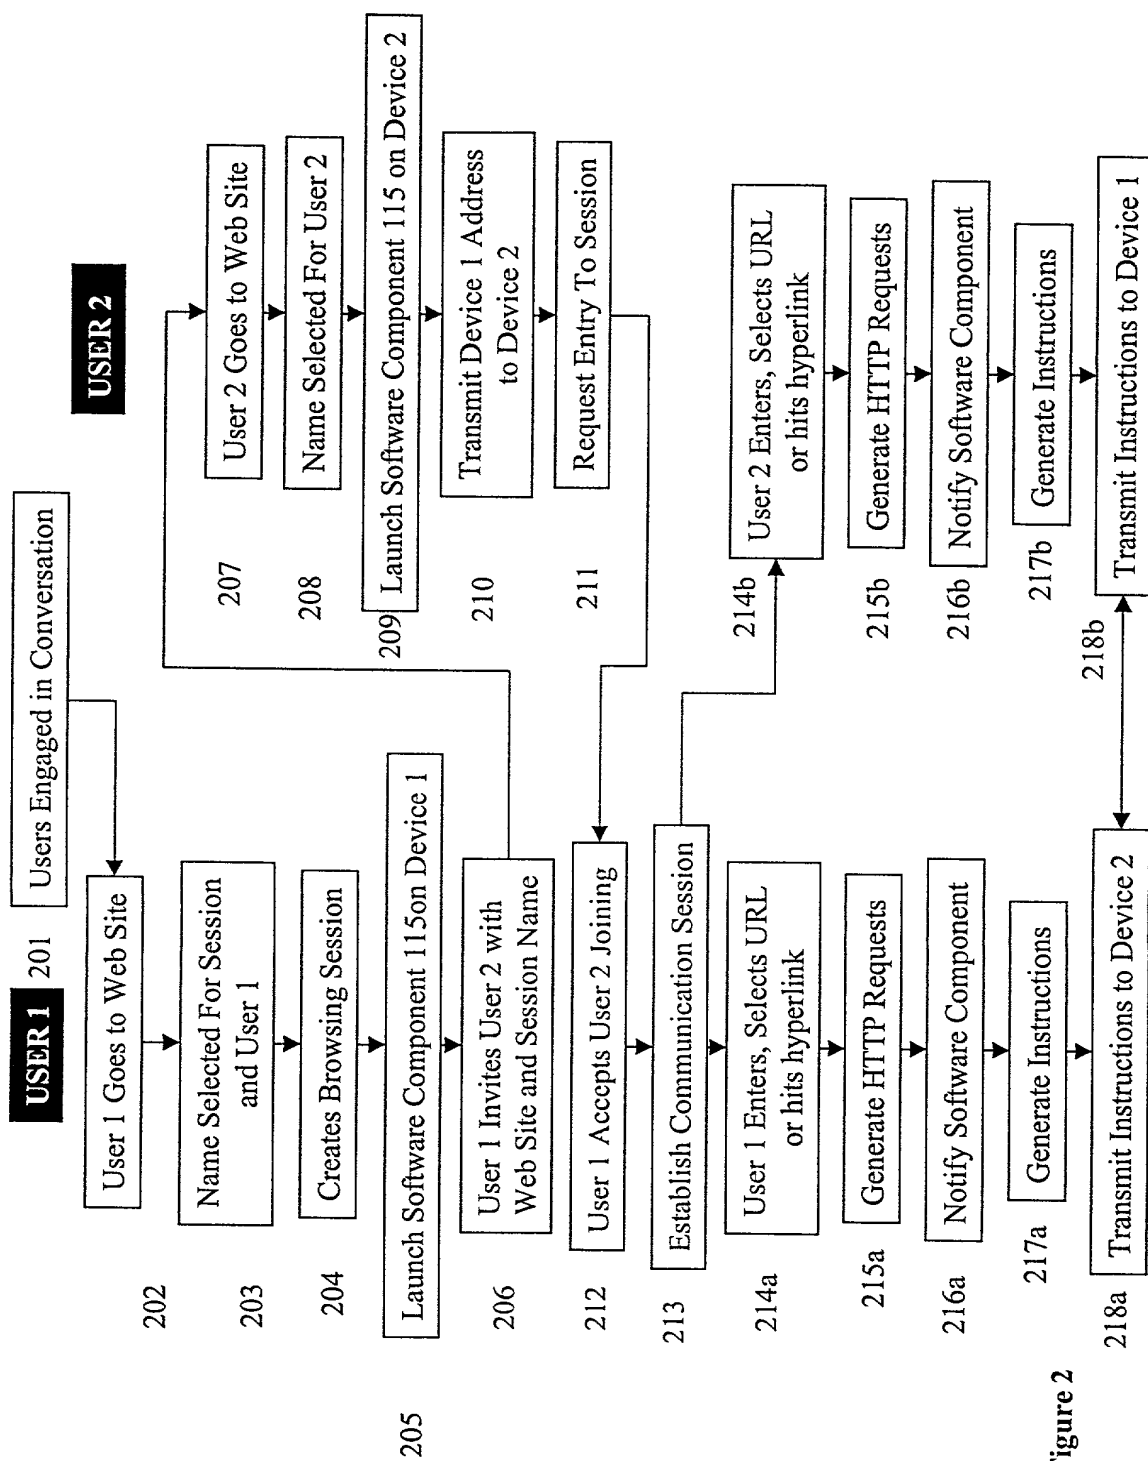 USER 1
USER 2
201
Users Engaged in Conversation
202
User 1 Goes to Web Site
203
Name Selected For Session
and User 1
204
Creates Browsing Session
205
Launch Software Component 115on Device 1
206
User 1 Invites User 2 with
Web Site and Session Name
207
User 2 Goes to Web Site
208
Name Selected For User 2
209
Launch Software Component 115 on Device 2
210
Transmit Device 1 Address
to Device 2
211
Request Entry To Session
212
User 1 Accepts User 2 Joining
213
Establish Communication Session
214a
User 1 Enters, Selects URL
or hits hyperlink
215a
Generate HTTP Requests
216a
Notify Software Component
217a
Generate Instructions
218a
Transmit Instructions to Device 2
214b
User 2 Enters, Selects URL
or hits hyperlink
215b
Generate HTTP Requests
216b
Notify Software Component
217b
Generate Instructions
218b
Transmit Instructions to Device 1
Figure 2